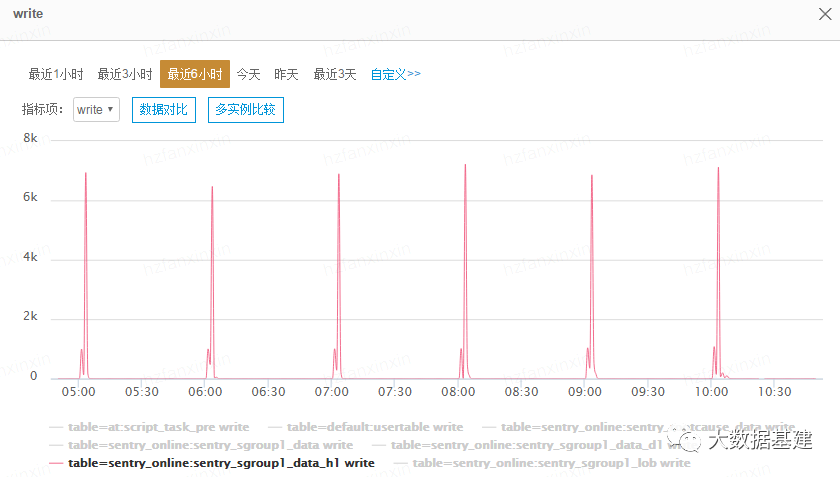 write
最近1小时 最近3小时 最近6小时 今天 昨天 最近3天 自定义>>
指标项： write 数据对比 多实例比较
8k
6k
4k
2k
0
05:00 05:30 06:00 06:30 07:00 07:30 08:00 08:30 09:00 09:30 10:00 10:30
table=at:script_task_pre write table=default:usertable write table=sentry_online:sentry_ write
table=sentry_online:sentry_sgroup1_data write table=sentry_online:sentry_sgroup1_data_d1
大数据基建
table=sentry_online:sentry_sgroup1_data_h1 write table=sentry_online:sentry_sgroup1_lob write
hzfanxinxin